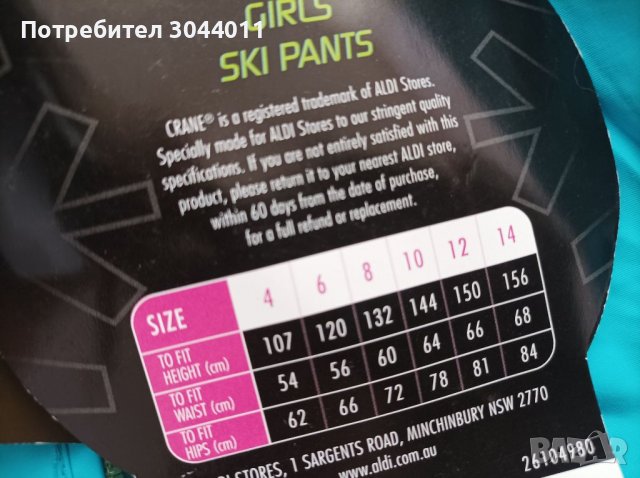 Потребител 3044011
GIRLS
SKI PANTS
CRANE® is a registered trademark of ALDI Stores.
Specially made for ALDI Stores to our stringent quality
specifications. If you are not entirely satisfied with this
product, please return it to your nearest ALDI store,
within 60 days from the date of purchase,
for a full refund or replacement.
SIZE 4 6 8 10 12 14
TO FIT HEIGHT (cm) 107 120 132 144 150 156
TO FIT WAIST (cm) 54 56 60 64 66 68
TO FIT HIPS (cm) 62 66 72 78 81 84
STORES, 1 SARGENTS ROAD, MINCHINBURY NSW 2770
www.aldi.com.au
26104980
BAZAR